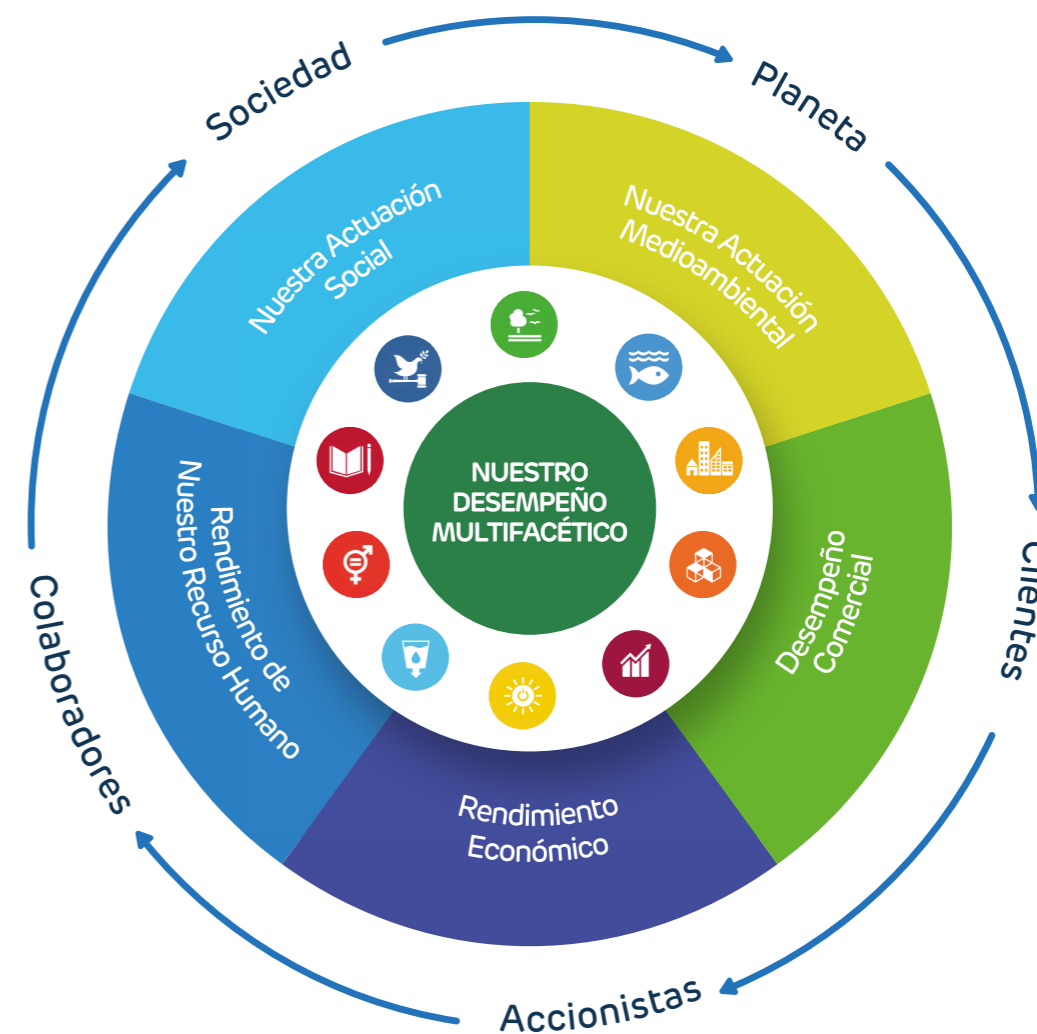 Sociedad
Planeta
Clientes
Accionistas
Colaboradores
Nuestra Actuación
Social
Nuestra Actuación
Medioambiental
Desempeño
Comercial
Rendimiento
Económico
Rendimiento de
Nuestro Recurso Humano
NUESTRO
DESEMPEÑO
MULTIFACÉTICO